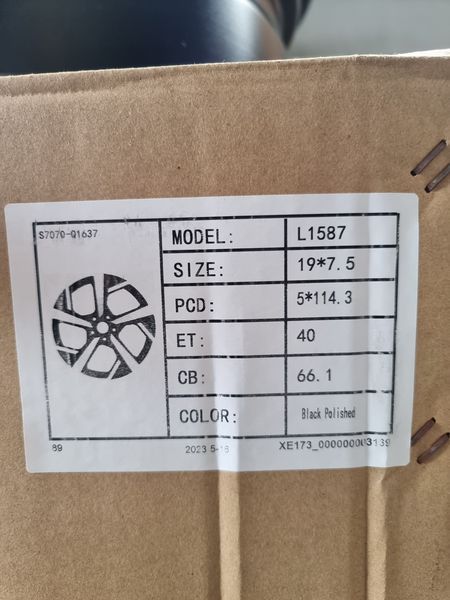 S7070-Q1637
MODEL: L1587
SIZE: 19*7.5
PCD: 5*114.3
ET: 40
CB: 66.1
COLOR: Black Polished
89 2023 5-18 XE173_000000003139